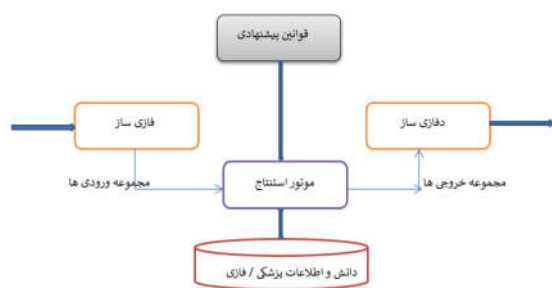 قوانین پیشنهادی
دفازی ساز
فازی ساز
مجموعه خروجی ها
موتور استنتاج
مجموعه ورودی ها
دانش و اطلاعات پزشکی / فازی